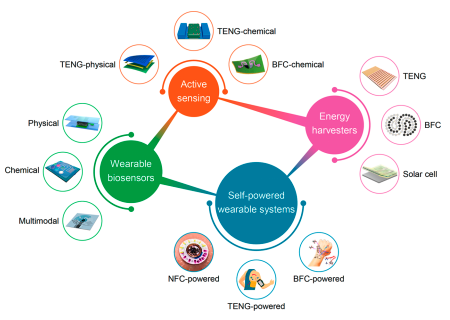 TENG-chemical
TENG-physical
BFC-chemical
Active
sensing
TENG
Energy
harvesters
BFC
Solar cell
Physical
Chemical
Multimodal
Wearable
biosensors
Self-powered
wearable systems
NFC-powered
BFC-powered
TENG-powered